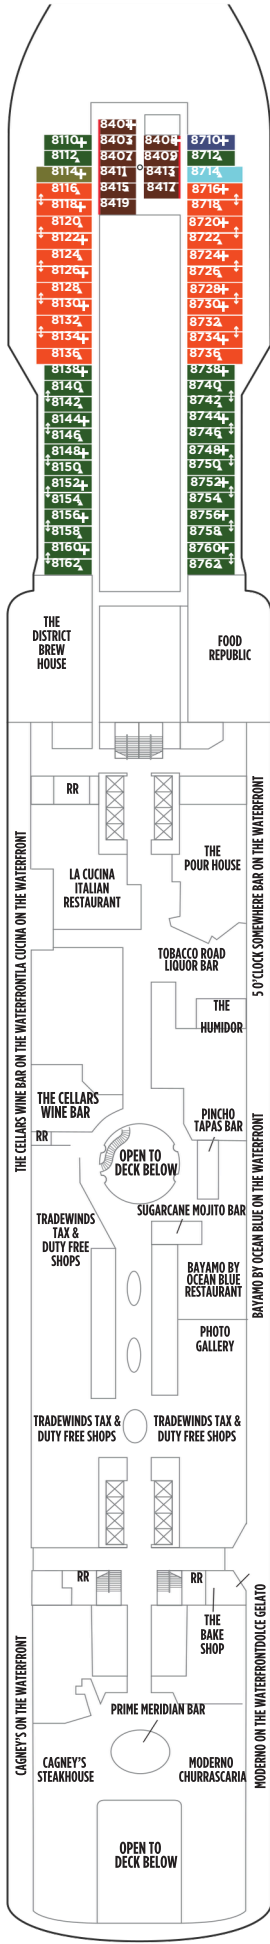 8401
8403
8407
8411
8415
8419
8405
8409
8413
8417
8110
8112
8114
8116
8118
8120
8122
8124
8126
8128
8130
8132
8134
8136
8138
8140
8142
8144
8146
8148
8150
8152
8154
8156
8158
8160
8162
8710
8712
8714
8716
8718
8720
8722
8724
8726
8728
8730
8732
8734
8736
8738
8740
8742
8744
8746
8748
8750
8752
8754
8756
8758
8760
8762
THE
DISTRICT
BREW
HOUSE
FOOD
REPUBLIC
RR
THE
POUR HOUSE
LA CUCINA
ITALIAN
RESTAURANT
TOBACCO ROAD
LIQUOR BAR
THE
HUMIDOR
THE CELLARS WINE BAR ON THE WATERFRONTLA CUCINA ON THE WATERFRONT
5 O'CLOCK SOMEWHERE BAR ON THE WATERFRONT
THE CELLARS
WINE BAR
RR
PINCHO
TAPAS BAR
OPEN TO
DECK BELOW
SUGARCANE MOJITO BAR
TRADEWINDS
TAX &
DUTY FREE
SHOPS
BAYAMO BY
OCEAN BLUE
RESTAURANT
BAYAMO BY OCEAN BLUE ON THE WATERFRONT
PHOTO
GALLERY
TRADEWINDS TAX &
DUTY FREE SHOPS
TRADEWINDS TAX &
DUTY FREE SHOPS
RR
RR
THE
BAKE
SHOP
MODERNO ON THE WATERFRONTDOLCE GELATO
CAGNEY'S ON THE WATERFRONT
PRIME MERIDIAN BAR
CAGNEY'S
STEAKHOUSE
MODERNO
CHURRASCARIA
OPEN TO
DECK BELOW